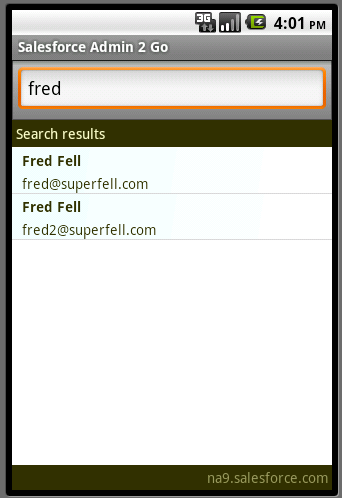 3G 4:01 PM
Salesforce Admin 2 Go
fred
Search results
Fred Fell
fred@superfell.com
Fred Fell
fred2@superfell.com
na9.salesforce.com